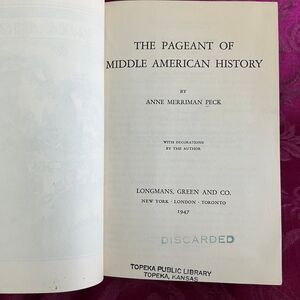 THE PAGEANT OF
MIDDLE AMERICAN HISTORY
BY
ANNE MERRIMAN PECK
WITH DECORATIONS
BY THE AUTHOR
LONGMANS, GREEN AND CO.
NEW YORK · LONDON · TORONTO
1947
DISCARDED
TOPEKA PUBLIC LIBRARY
TOPEKA, KANSAS